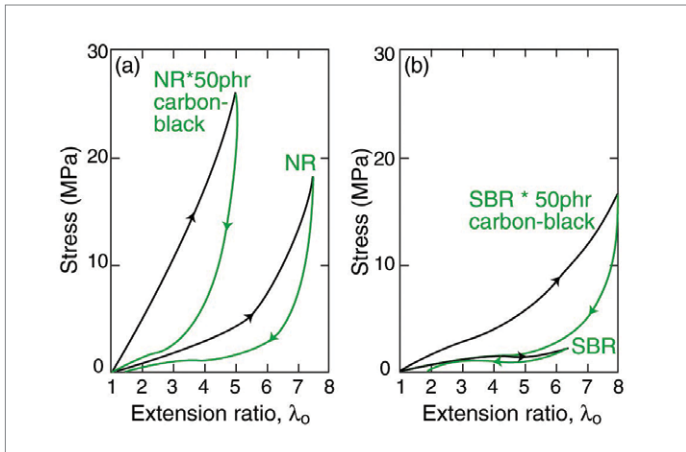 (a)
NR*50phr
carbon-
black
NR
30
20
10
0
Stress (MPa)
1 2 3 4 5 6 7 8
Extension ratio, λo
(b)
SBR * 50phr
carbon-black
SBR
30
20
10
0
Stress (MPa)
1 2 3 4 5 6 7 8
Extension ratio, λo